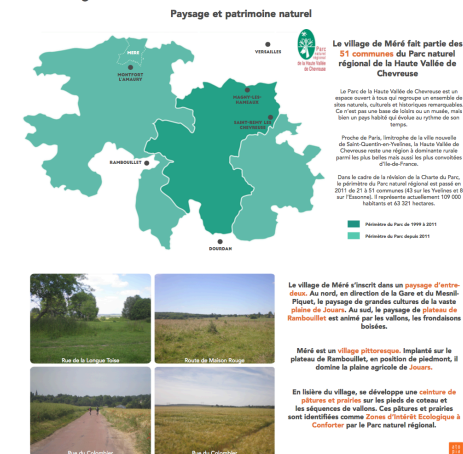 Paysage et patrimoine naturel
MÉRÉ
MONTFORT
L'AMAURY
VERSAILLES
MAGNY-LES-
HAMEAUX
SAINT-REMY-LES
CHEVREUSE
RAMBOUILLET
DOURDAN
Parc
naturel
régional
de la Haute Vallée
de Chevreuse
Le village de Méré fait partie des
51 communes du Parc naturel
régional de la Haute Vallée de
Chevreuse
Le Parc de la Haute Vallée de Chevreuse est un
espace ouvert à tous qui regroupe un ensemble de
sites naturels, culturels et historiques remarquables.
Ce n'est pas une base de loisirs ou un musée, mais
bien un pays habité qui évolue au rythme de son
temps.
Proche de Paris, limitrophe de la ville nouvelle
de Saint-Quentin-en-Yvelines, la Haute Vallée de
Chevreuse reste une région à dominante rurale
parmi les plus belles mais aussi les plus convoitées
d'Ile-de-France.
Dans le cadre de la révision de la Charte du Parc,
le périmètre du Parc naturel régional est passé en
2011 de 21 à 51 communes (43 sur les Yvelines et 8
sur l'Essonne). Il représente actuellement 109 000
habitants et 63 321 hectares.
Périmètre du Parc de 1999 à 2011
Périmètre du Parc depuis 2011
Rue de la Longue Toise
Route de Maison Rouge
Rue du Colombier
Rue du Colombier
Le village de Méré s'inscrit dans un paysage d'entre-
deux. Au nord, en direction de la Gare et du Mesnil-
Piquet, le paysage de grandes cultures de la vaste
plaine de Jouars. Au sud, le paysage de plateau de
Rambouillet est animé par les vallons, les frondaisons
boisées.
Méré est un village pittoresque. Implanté sur le
plateau de Rambouillet, en position de piedmont, il
domine la plaine agricole de Jouars.
En lisière du village, se développe une ceinture de
pâtures et prairies sur les pieds de coteau et
les séquences de vallons. Ces pâtures et prairies
sont identifiées comme Zones d'Intérêt Ecologique à
Conforter par le Parc naturel régional.